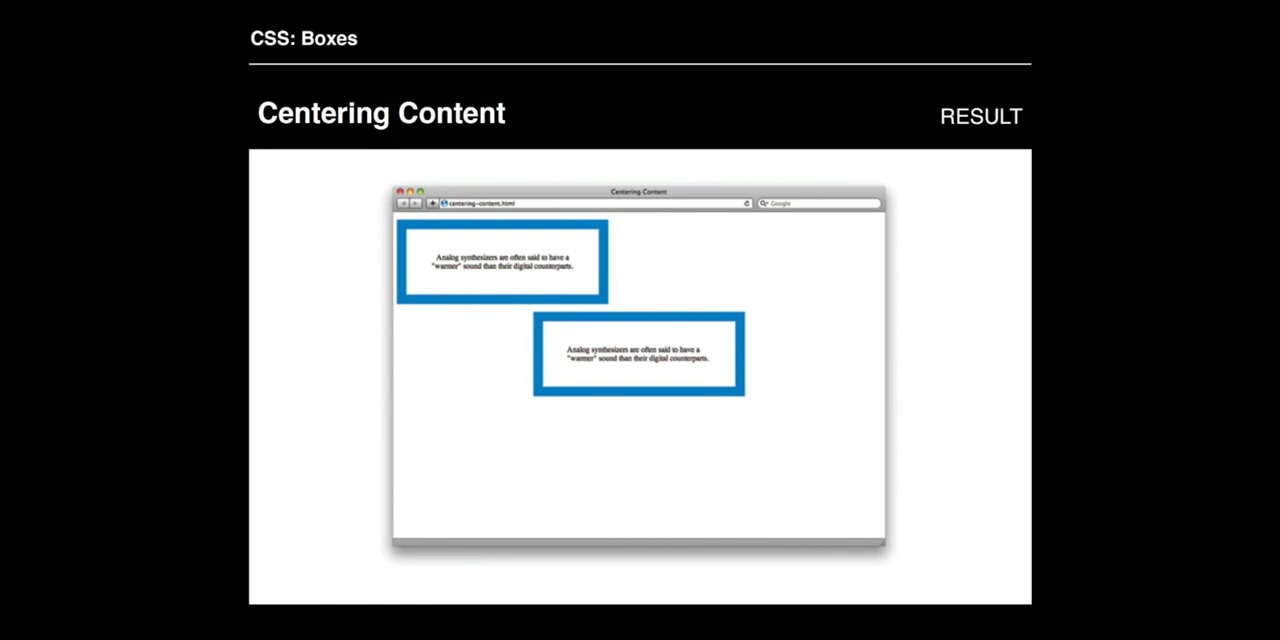 CSS: Boxes
Centering Content
RESULT
Centering Content
centering-content.html
Google
Analog synthesizers are often said to have a
"warmer" sound than their digital counterparts.
Analog synthesizers are often said to have a
"warmer" sound than their digital counterparts.